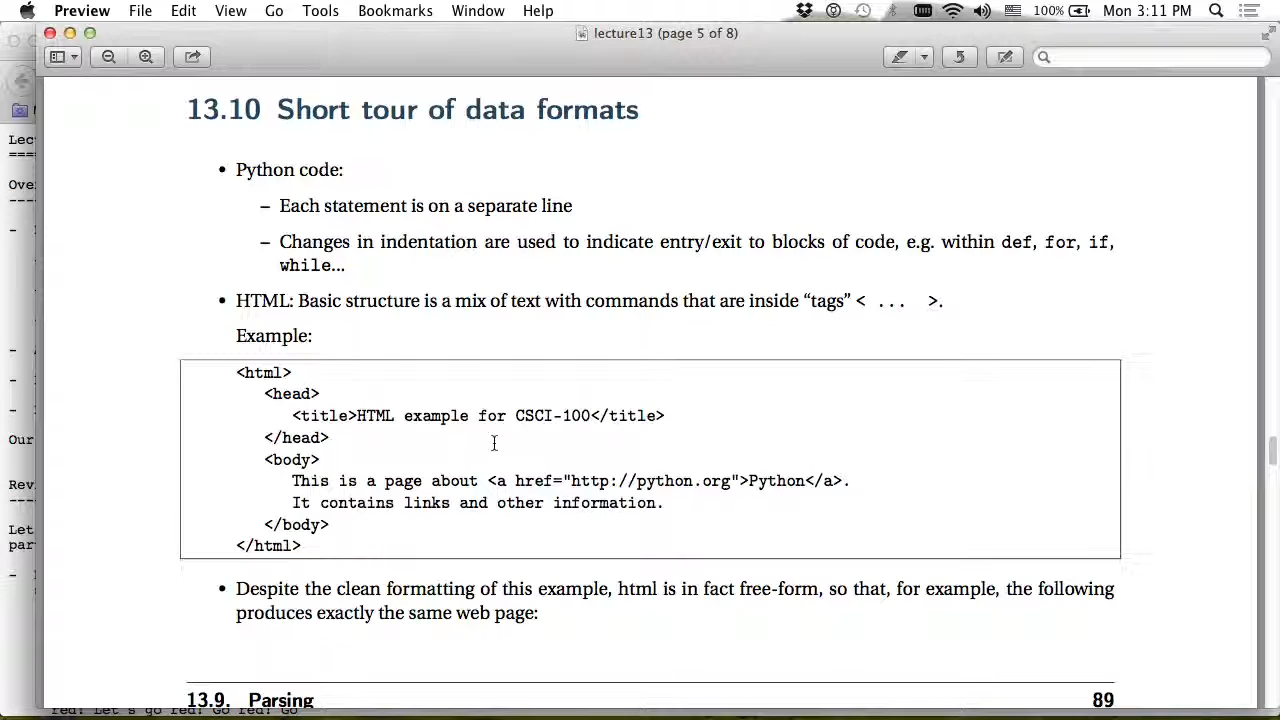 Preview File Edit View Go Tools Bookmarks Window Help 100% Mon 3:11 PM
lecture13 (page 5 of 8)
13.10 Short tour of data formats
• Python code:
– Each statement is on a separate line
– Changes in indentation are used to indicate entry/exit to blocks of code, e.g. within def, for, if,
while...
• HTML: Basic structure is a mix of text with commands that are inside “tags” < ... >.
Example:
<html>
<head>
<title>HTML example for CSCI-100</title>
</head>
<body>
This is a page about <a href="http://python.org">Python</a>.
It contains links and other information.
</body>
</html>
• Despite the clean formatting of this example, html is in fact free-form, so that, for example, the following
produces exactly the same web page:
13.9. Parsing 89